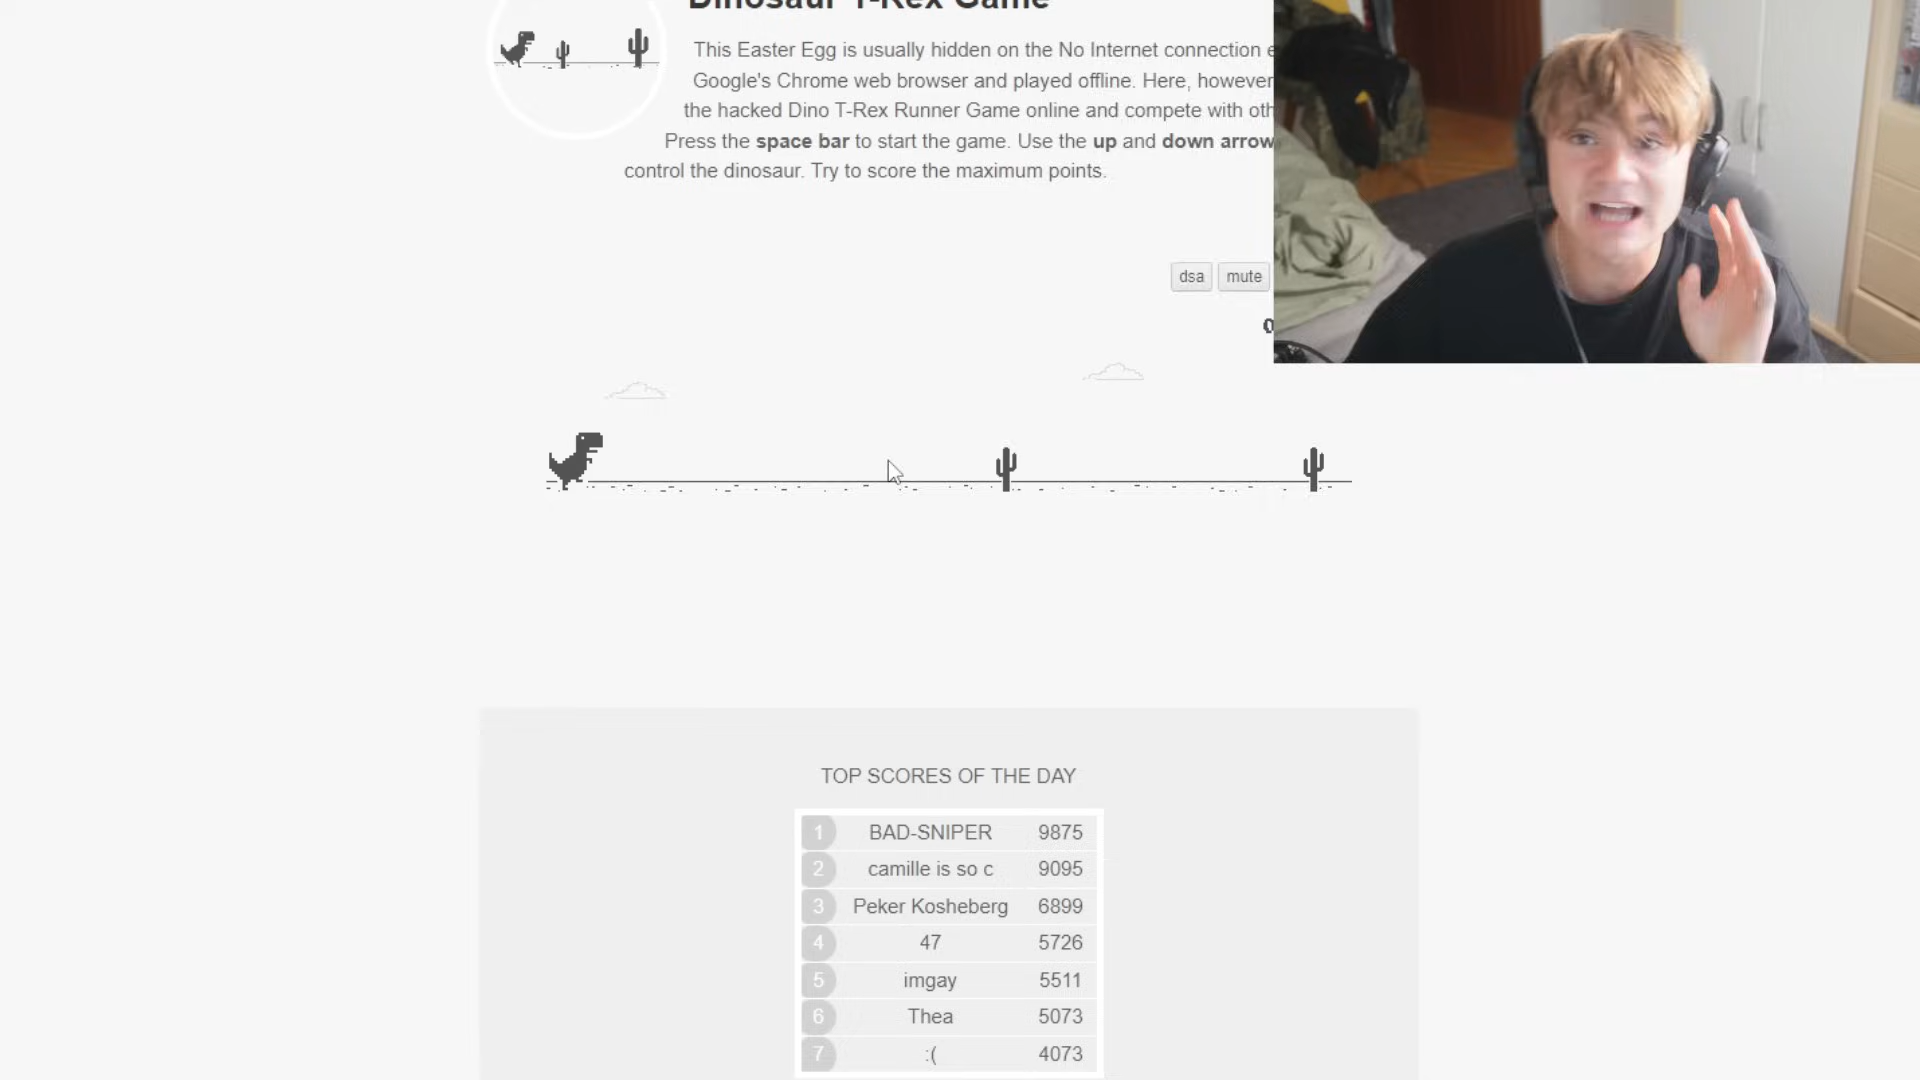 Dinosaur T-Rex Game
This Easter Egg is usually hidden on the No Internet connection
Google's Chrome web browser and played offline. Here, however
the hacked Dino T-Rex Runner Game online and compete with
Press the space bar to start the game. Use the up and down arrow
control the dinosaur. Try to score the maximum points.
dsa mute
TOP SCORES OF THE DAY
1 BAD-SNIPER 9875
2 camille is so c 9095
3 Peker Kosheberg 6899
4 47 5726
5 imgay 5511
6 Thea 5073
7 :( 4073